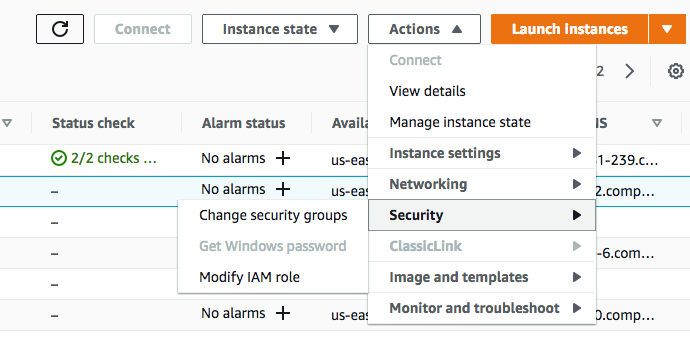 Connect
Instance state
Actions
Launch instances
Connect
2
View details
Manage instance state
Status check
Alarm status
Availa
NS
Instance settings
2/2 checks ...
No alarms
us-eas
1-239.c...
Networking
–
No alarms
us-eas
2.comp...
Change security groups
Security
–
Get Windows password
ClassicLink
–
-6.com...
Modify IAM role
Image and templates
–
Monitor and troubleshoot
–
No alarms
us-eas
0.comp...